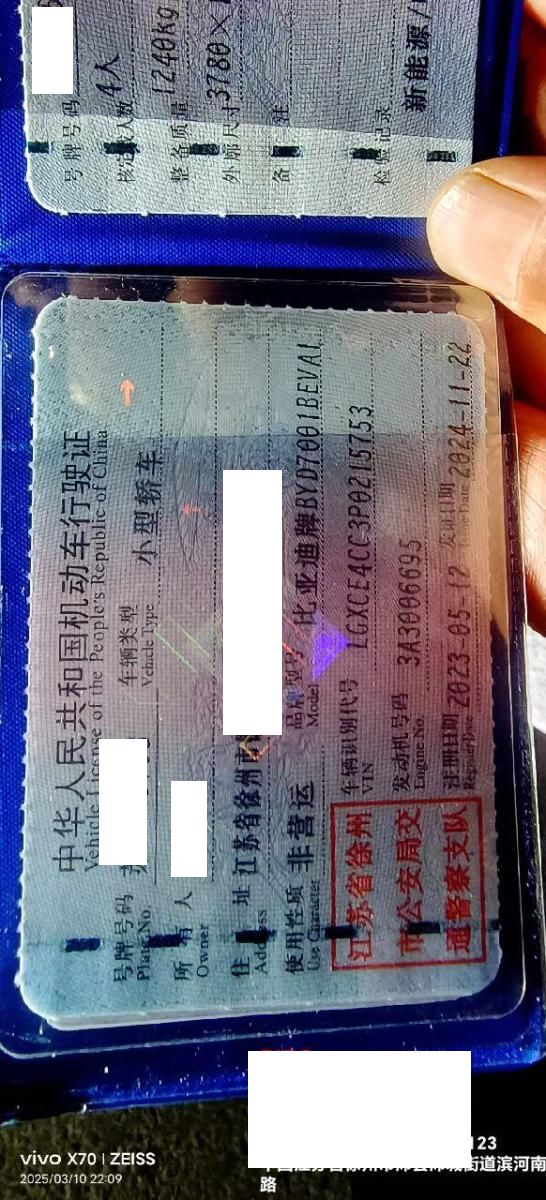 号牌号码
核定载人数 4人
整备质量 1240kg
外廓尺寸 3780×
备 注
检验记录
新能源/
中华人民共和国机动车行驶证
Vehicle License of the People's Republic of China
号牌号码 苏
Plate No.
车辆类型 小型轿车
Vehicle Type
所有人
Owner
住 址 江苏省徐州市
Address
使用性质 非营运
Use Character
品牌型号 比亚迪牌BYD7001BEVA1
Model
江苏省徐州
市公安局交
通警察支队
车辆识别代号 LGXCE4CC3P0215753
VIN
发动机号码 3A3006695
Engine No.
注册日期 2023-05-12
Register Date
发证日期 2024-11-22
Issue Date
vivo X70 | ZEISS
2025/03/10 22:09
123
街道滨河南
路